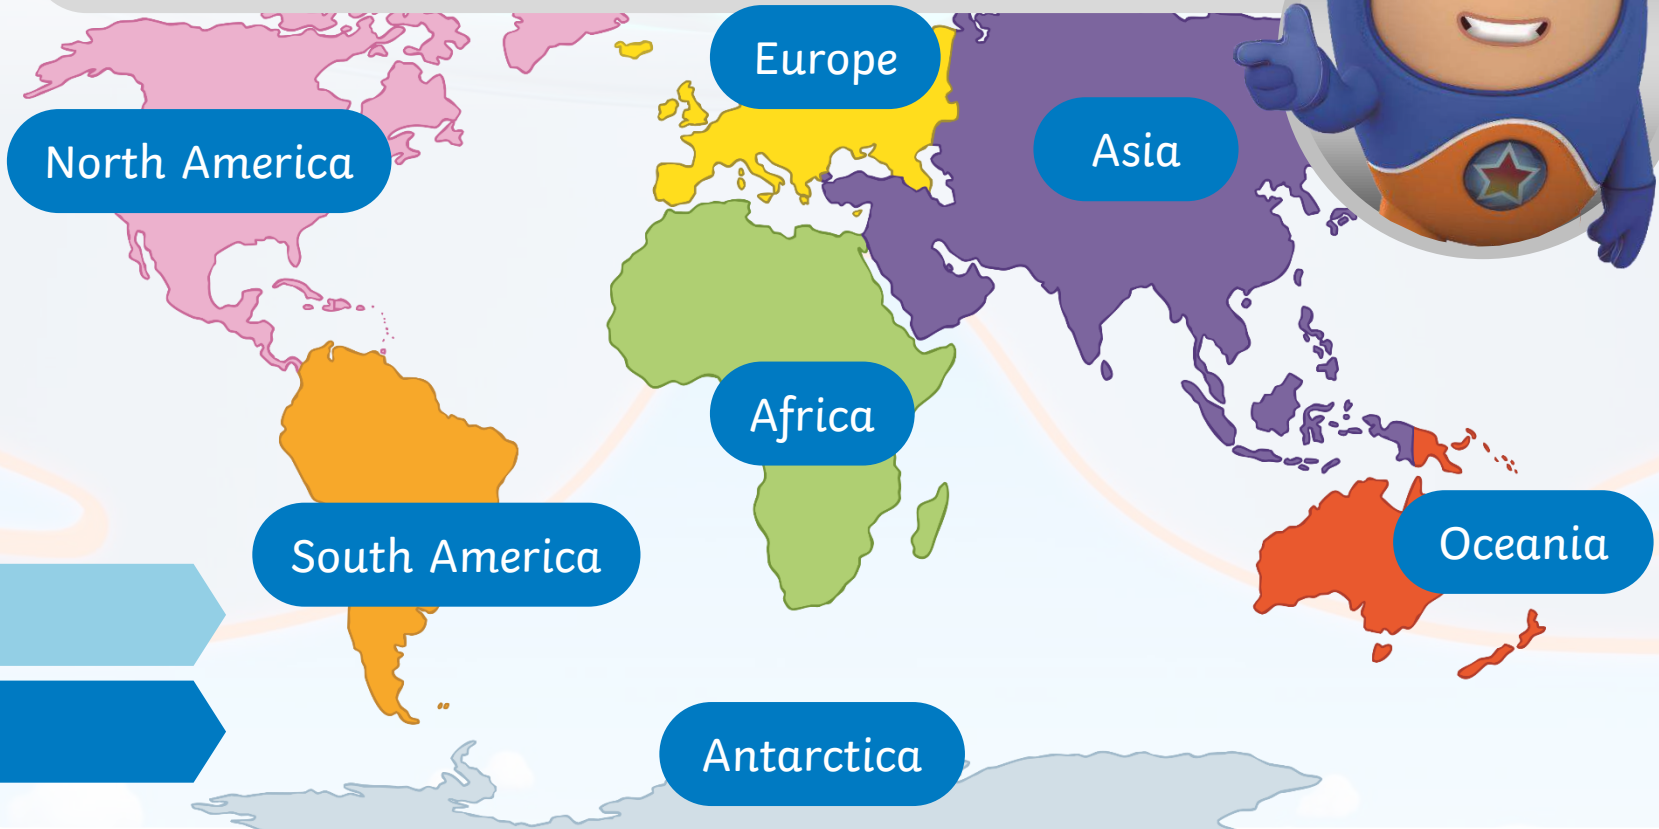 Europe
Asia
North America
Africa
Oceania
South America
Antarctica